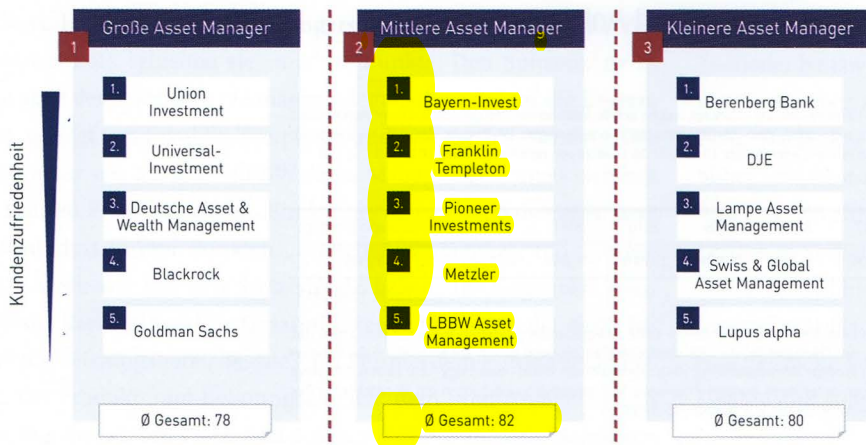 Kundenzufriedenheit
1
Große Asset Manager
1.
Union
Investment
2.
Universal-
Investment
3.
Deutsche Asset &
Wealth Management
4.
Blackrock
5.
Goldman Sachs
Ø Gesamt: 78
2
Mittlere Asset Manager
1.
Bayern-Invest
2.
Franklin
Templeton
3.
Pioneer
Investments
4.
Metzler
5.
LBBW Asset
Management
Ø Gesamt: 82
3
Kleinere Asset Manager
1.
Berenberg Bank
2.
DJE
3.
Lampe Asset
Management
4.
Swiss & Global
Asset Management
5.
Lupus alpha
Ø Gesamt: 80